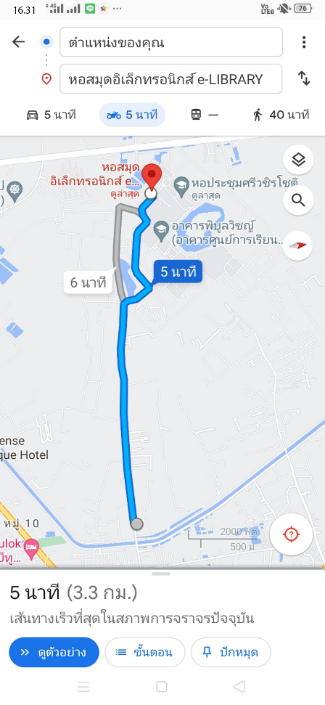 16.31
4G
Vo LTE
76
ตำแหน่งของคุณ
หอสมุดอิเล็กทรอนิกส์ e-LIBRARY
5 นาที
5 นาที
—
40 นาที
หอสมุด
อิเล็กทรอนิกส์ e...
ดูล่าสุด
หอประชุมศรีวชิรโชติ
ดูล่าสุด
อาคารพิบูลวิชญ์
(อาคารศูนย์การเรียน...
6 นาที
5 นาที
ense
que Hotel
หมู่ 10
ulok
2000 ฟุต
500 ม.
5 นาที (3.3 กม.)
เส้นทางเร็วที่สุดในสภาพการจราจรปัจจุบัน
ดูตัวอย่าง
ขั้นตอน
ปักหมุด